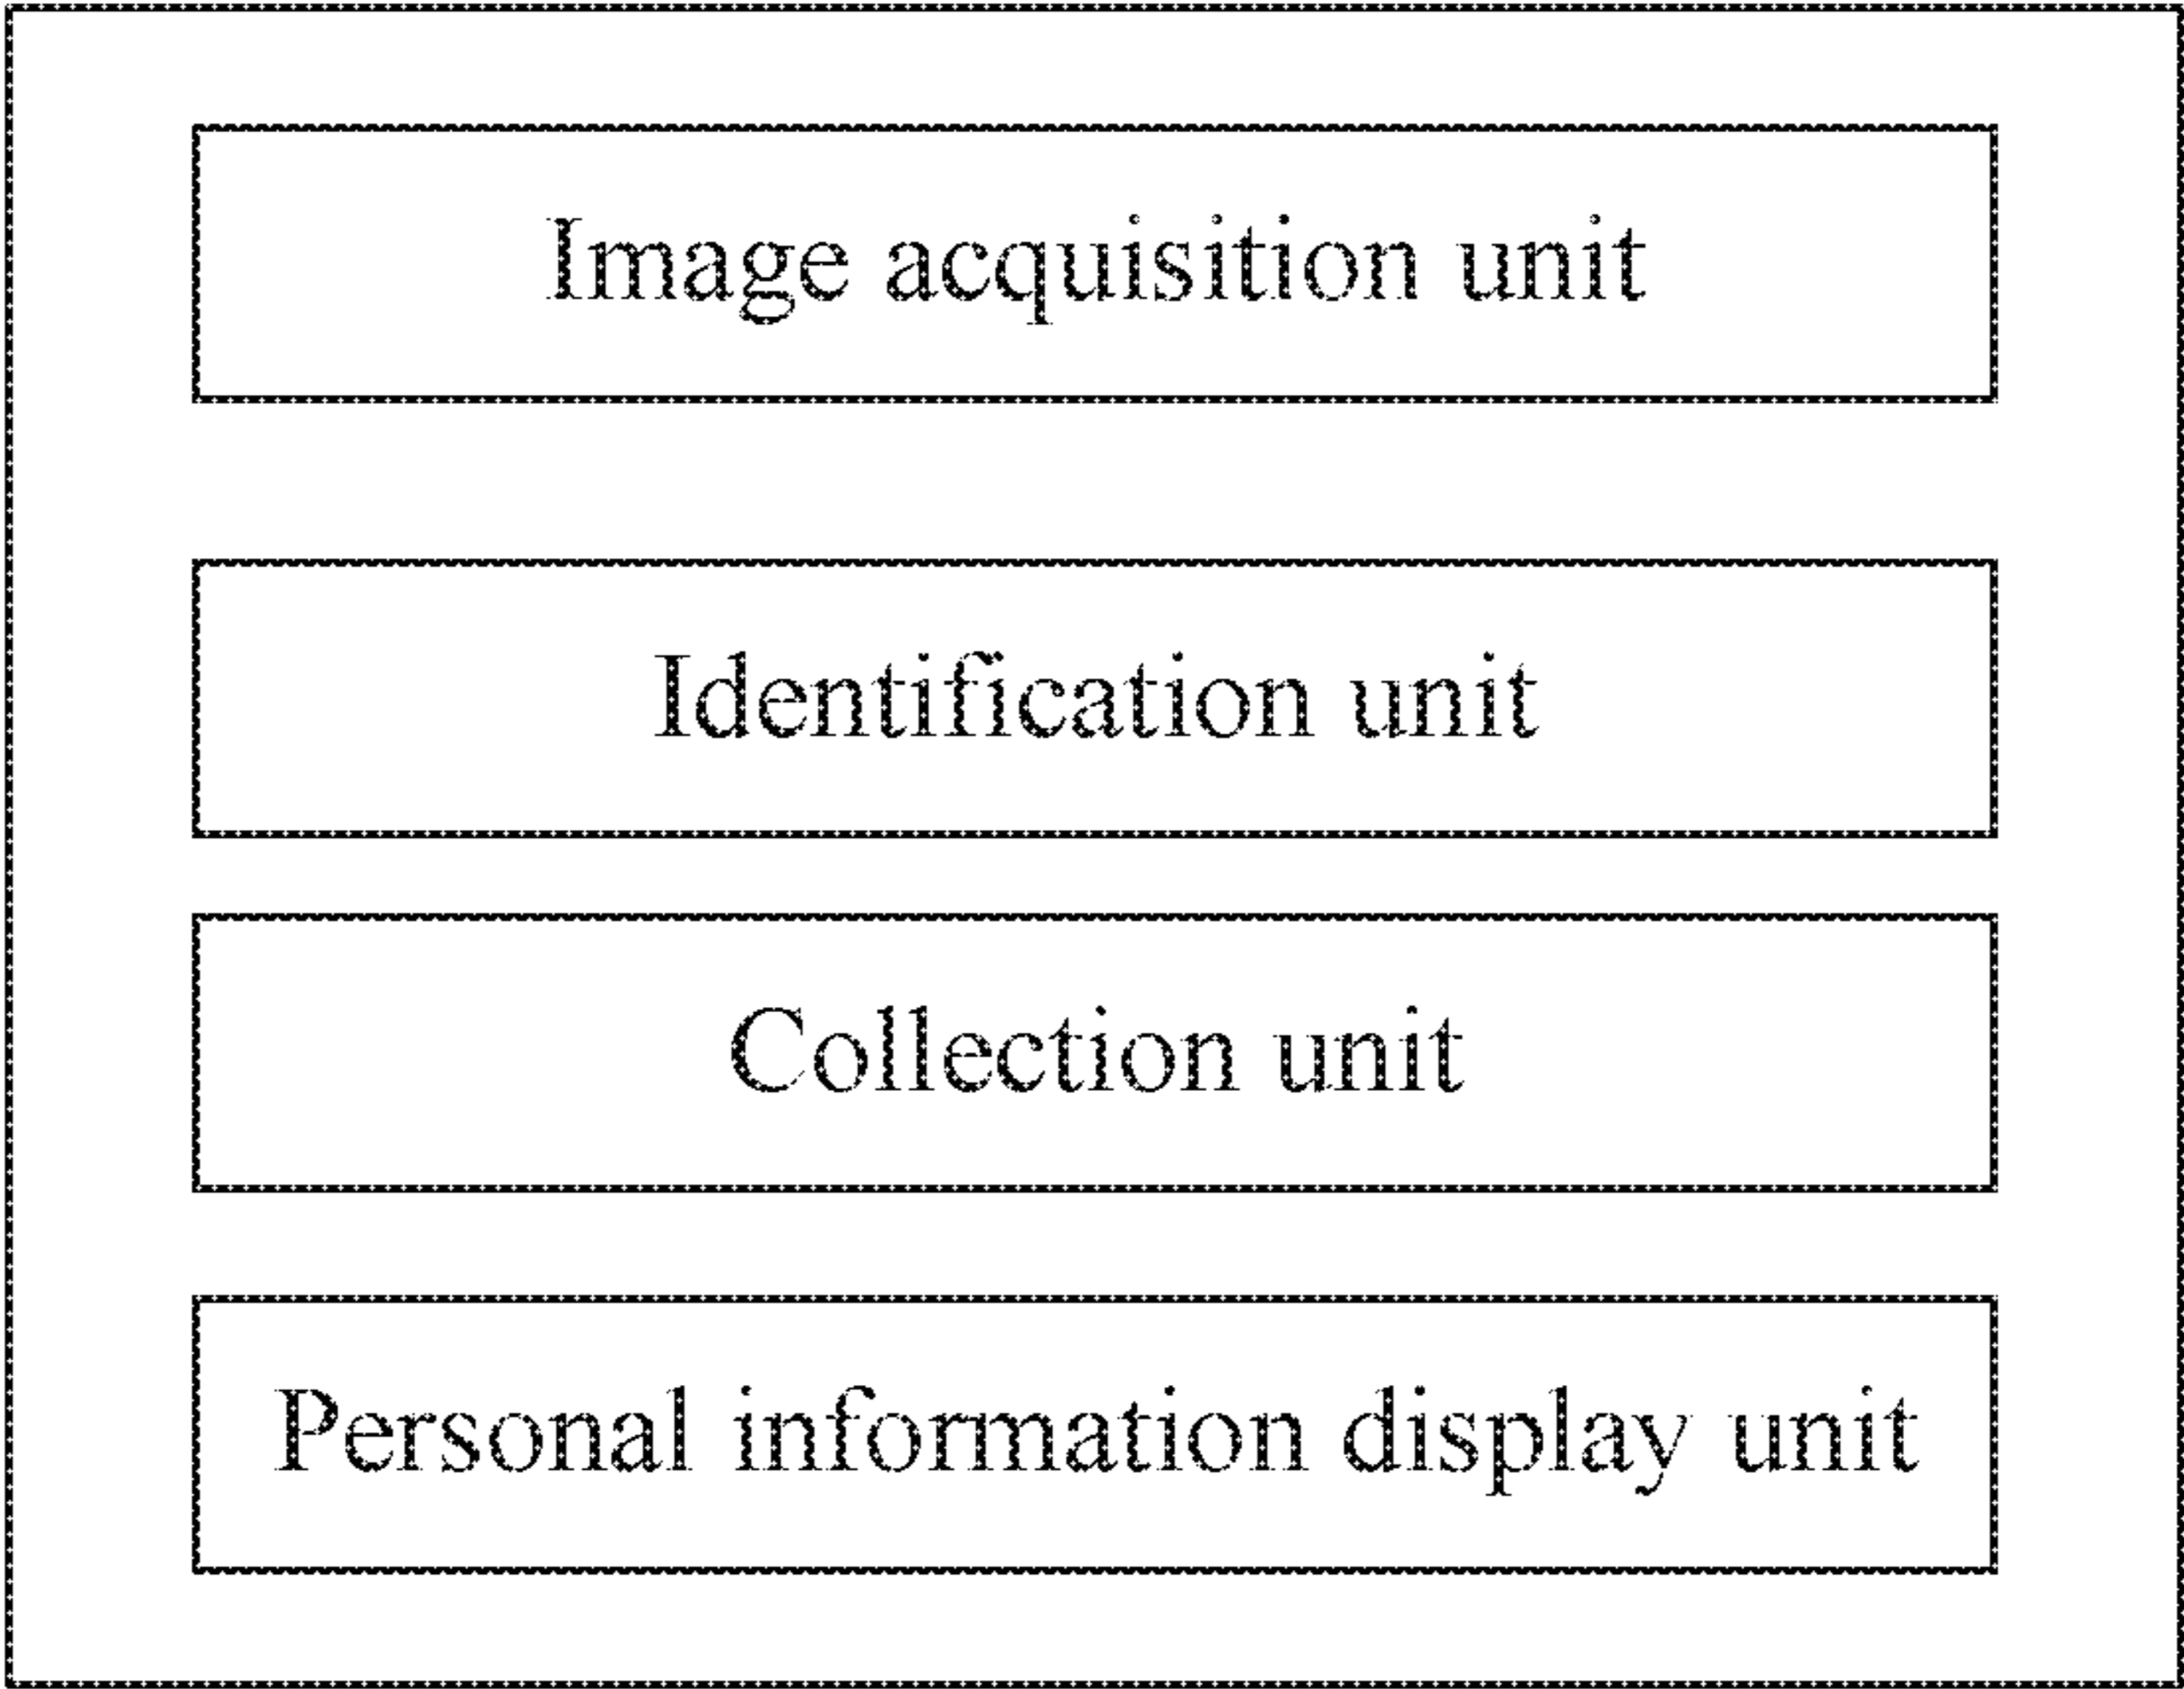 Image acquisition unit
Identification unit
Collection unit
Personal information display unit